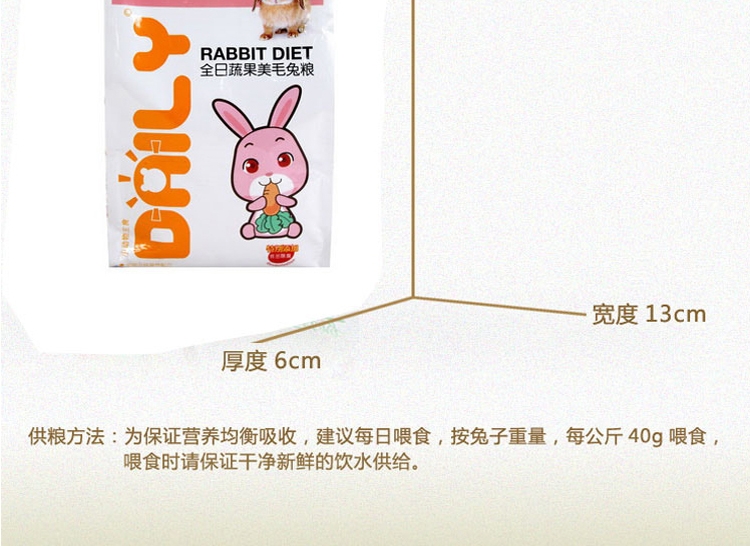 DAILY
RABBIT DIET
全日蔬果美毛兔粮
宽度 13cm
厚度 6cm
供粮方法：为保证营养均衡吸收，建议每日喂食，按兔子重量，每公斤 40g 喂食，
喂食时请保证干净新鲜的饮水供给。